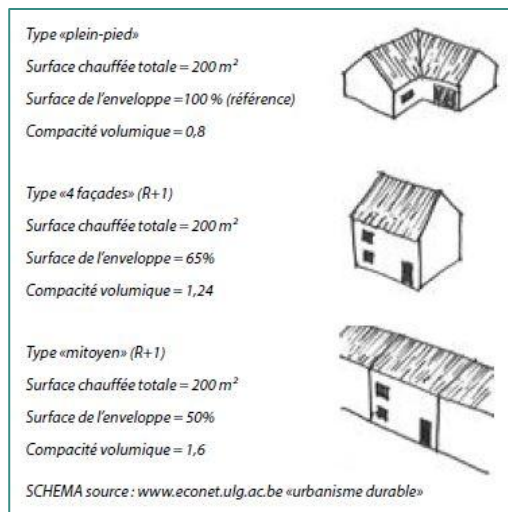 Type «plein-pied»
Surface chauffée totale = 200 m²
Surface de l'enveloppe =100 % (référence)
Compacité volumique = 0,8
Type «4 façades» (R+1)
Surface chauffée totale = 200 m²
Surface de l'enveloppe = 65%
Compacité volumique = 1,24
Type «mitoyen» (R+1)
Surface chauffée totale = 200 m²
Surface de l'enveloppe = 50%
Compacité volumique = 1,6
SCHEMA source : www.econet.ulg.ac.be «urbanisme durable»